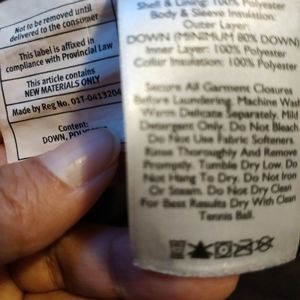 Not to be removed until
delivered to the consumer
This label is affixed in
compliance with Provincial Law
This article contains
NEW MATERIALS ONLY
Made by Reg No. 01T-0413204
Content:
DOWN,
Shell & Lining: 100% Polyester
Body & Sleeve Insulation:
Outer Layer:
DOWN (MINIMUM 80% DOWN)
Inner Layer: 100% Polyester
Collar Insulation: 100% Polyester
Secure All Garment Closures
Before Laundering. Machine Wash
Warm Delicate Separately. Mild
Detergent Only. Do Not Bleach
Do Not Use Fabric Softeners.
Rinse Thoroughly And Remove
Promptly. Tumble Dry Low. Do
Not Hang To Dry. Do Not Iron
Or Steam. Do Not Dry Clean
For Best Results Dry With Clean
Tennis Ball.